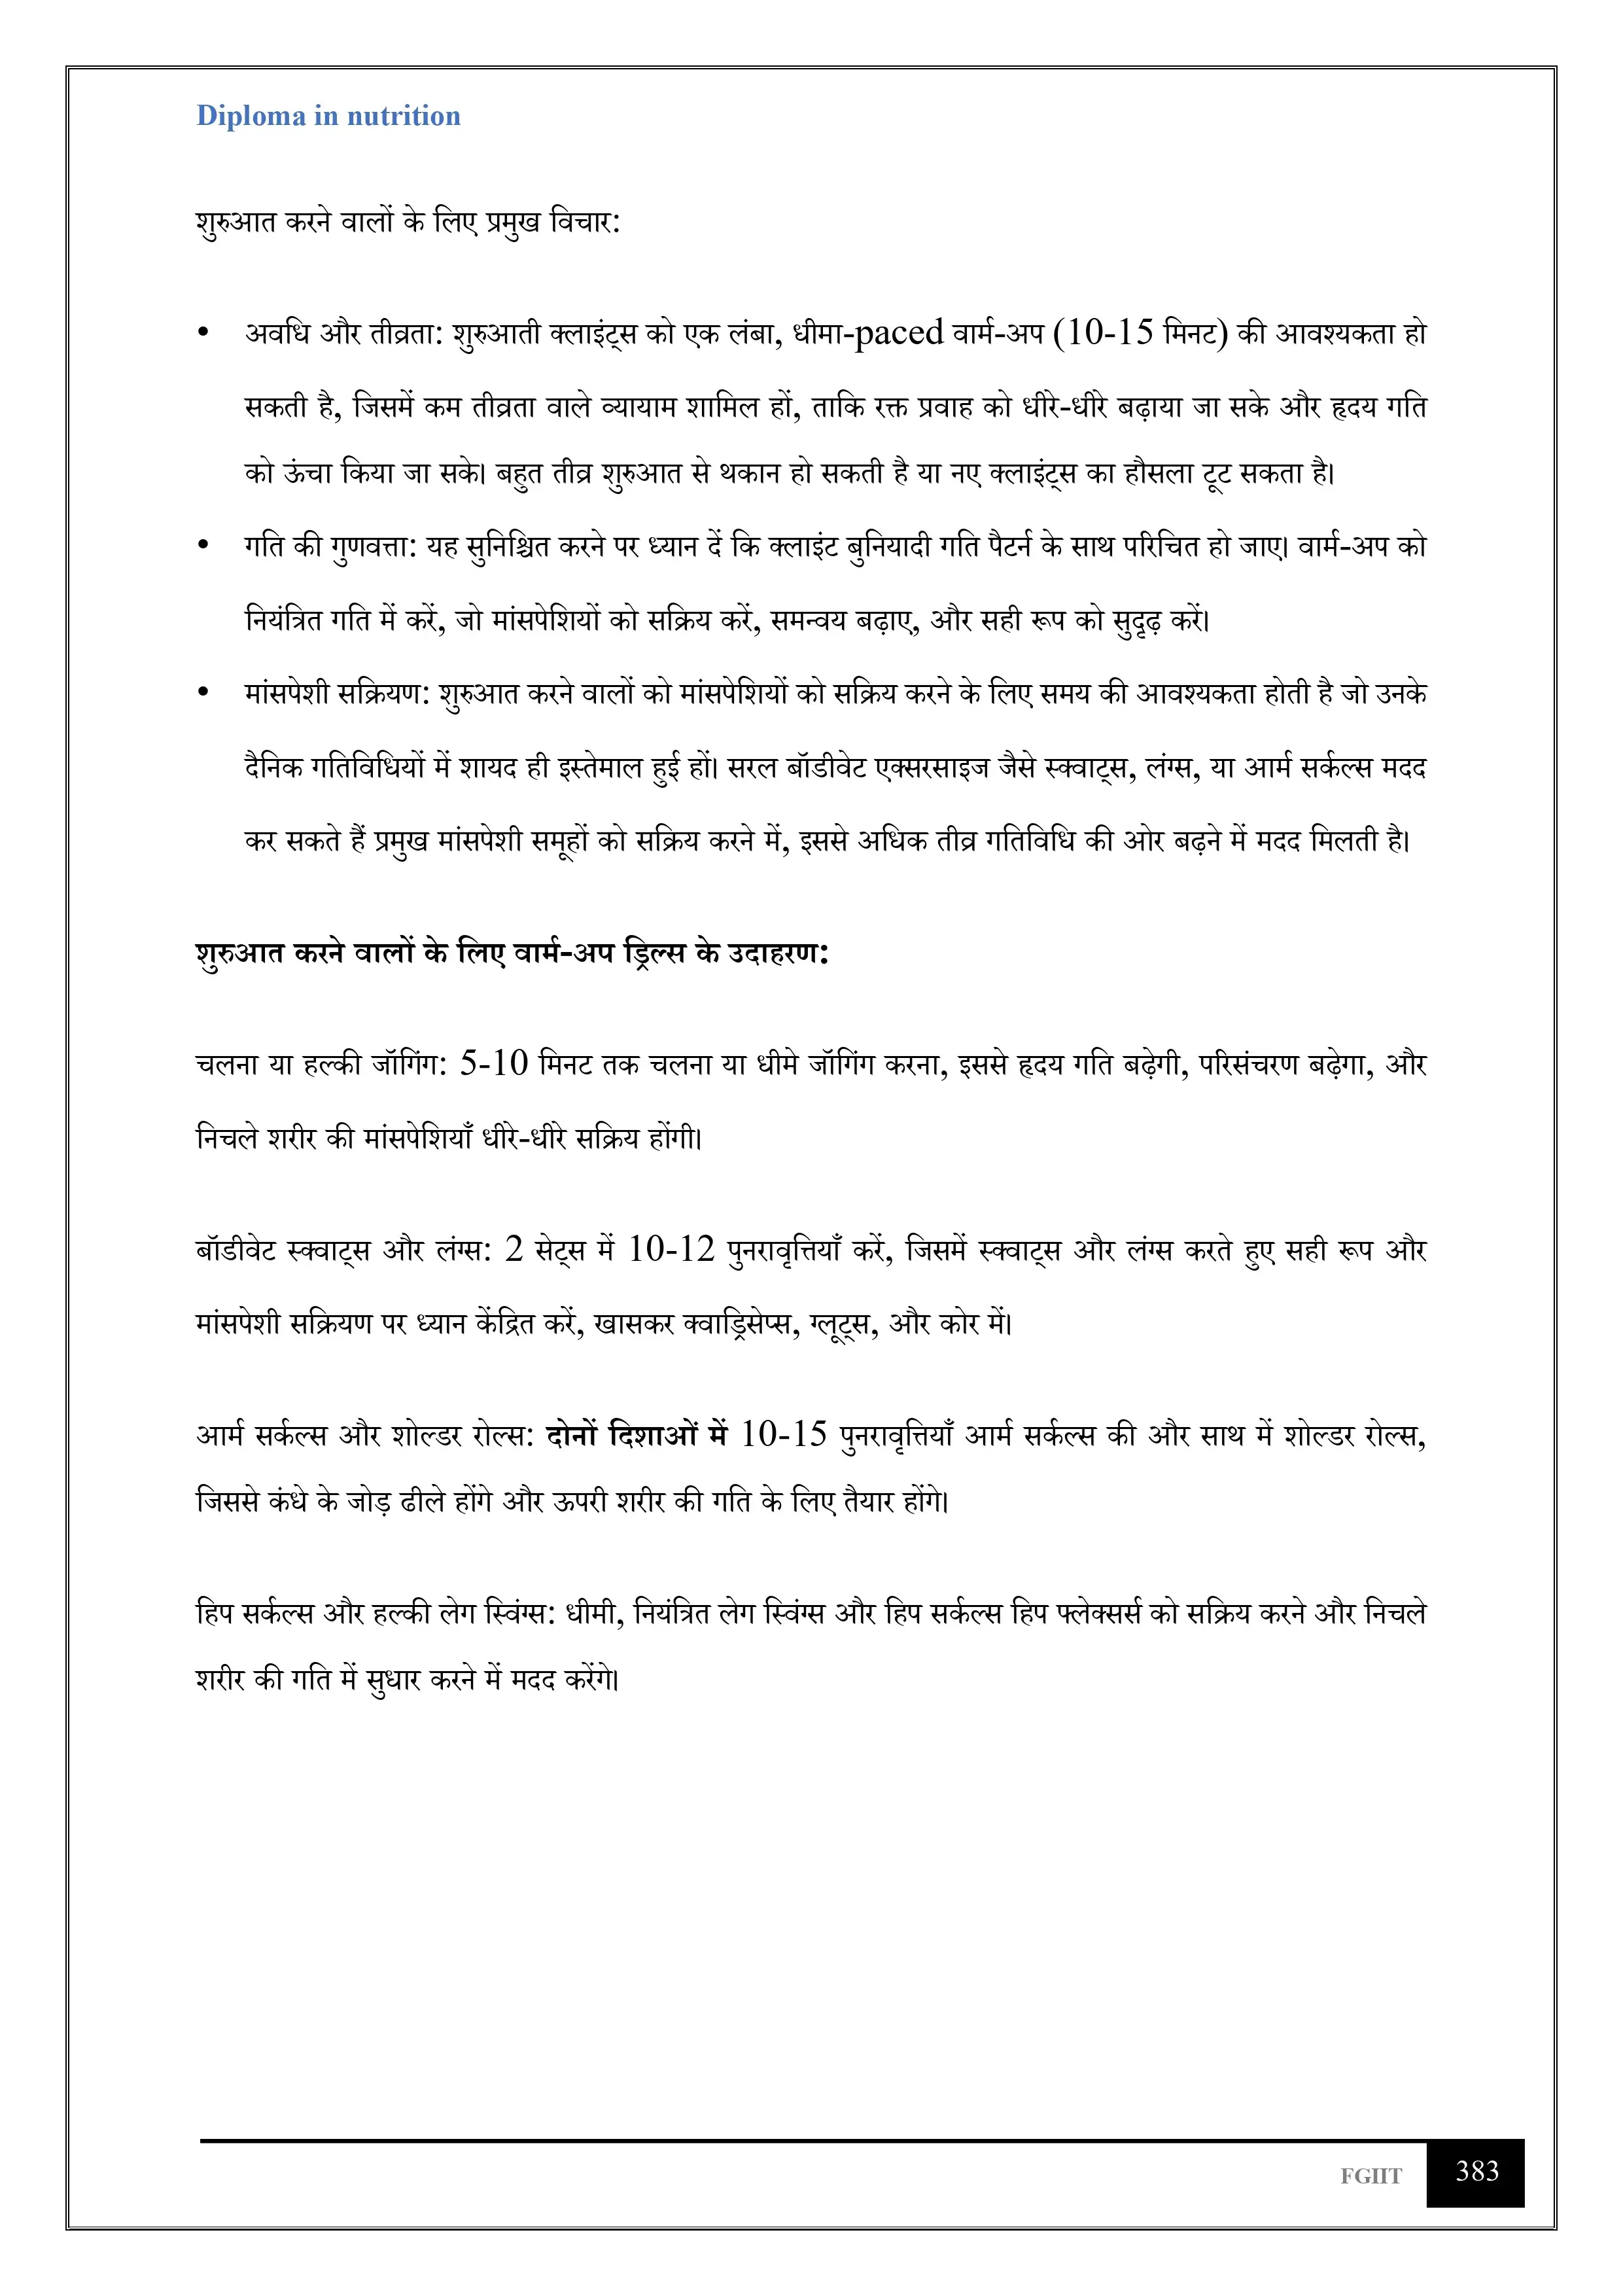 Diploma in nutrition
शुरुआत करने वालों के लिए प्रमुख विचार:
• अवधि और तीव्रता: शुरुआती क्लाइंट्स को एक लंबा, धीमा-paced वार्म-अप (10-15 मिनट) की आवश्यकता हो
सकती है, जिसमें कम तीव्रता वाले व्यायाम शामिल हों, ताकि रक्त प्रवाह को धीरे-धीरे बढ़ाया जा सके और हृदय गति
को ऊंचा किया जा सके। बहुत तीव्र शुरुआत से थकान हो सकती है या नए क्लाइंट्स का हौसला टूट सकता है।
• गति की गुणवत्ता: यह सुनिश्चित करने पर ध्यान दें कि क्लाइंट बुनियादी गति पैटर्न के साथ परिचित हो जाए। वार्म-अप को
नियंत्रित गति में करें, जो मांसपेशियों को सक्रिय करें, समन्वय बढ़ाए, और सही रूप को सुदृढ़ करें।
• मांसपेशी सक्रियण: शुरुआत करने वालों को मांसपेशियों को सक्रिय करने के लिए समय की आवश्यकता होती है जो उनके
दैनिक गतिविधियों में शायद ही इस्तेमाल हुई हों। सरल बॉडीवेट एक्सरसाइज जैसे स्क्वाट्स, लंग्स, या आर्म सर्कल्स मदद
कर सकते हैं प्रमुख मांसपेशी समूहों को सक्रिय करने में, इससे अधिक तीव्र गतिविधि की ओर बढ़ने में मदद मिलती है।
शुरुआत करने वालों के लिए वार्म-अप ड्रिल्स के उदाहरण:
चलना या हल्की जॉगिंग: 5-10 मिनट तक चलना या धीमे जॉगिंग करना, इससे हृदय गति बढ़ेगी, परिसंचरण बढ़ेगा, और
निचले शरीर की मांसपेशियाँ धीरे-धीरे सक्रिय होंगी।
बॉडीवेट स्क्वाट्स और लंग्स: 2 सेट्स में 10-12 पुनरावृत्तियाँ करें, जिसमें स्क्वाट्स और लंग्स करते हुए सही रूप और
मांसपेशी सक्रियण पर ध्यान केंद्रित करें, खासकर क्वाड्रिसेप्स, ग्लूट्स, और कोर में।
आर्म सर्कल्स और शोल्डर रोल्स: दोनों दिशाओं में 10-15 पुनरावृत्तियाँ आर्म सर्कल्स की और साथ में शोल्डर रोल्स,
जिससे कंधे के जोड़ ढीले होंगे और ऊपरी शरीर की गति के लिए तैयार होंगे।
हिप सर्कल्स और हल्की लेग स्विंग्स: धीमी, नियंत्रित लेग स्विंग्स और हिप सर्कल्स हिप फ्लेक्सर्स को सक्रिय करने और निचले
शरीर की गति में सुधार करने में मदद करेंगे।
FGIIT 383